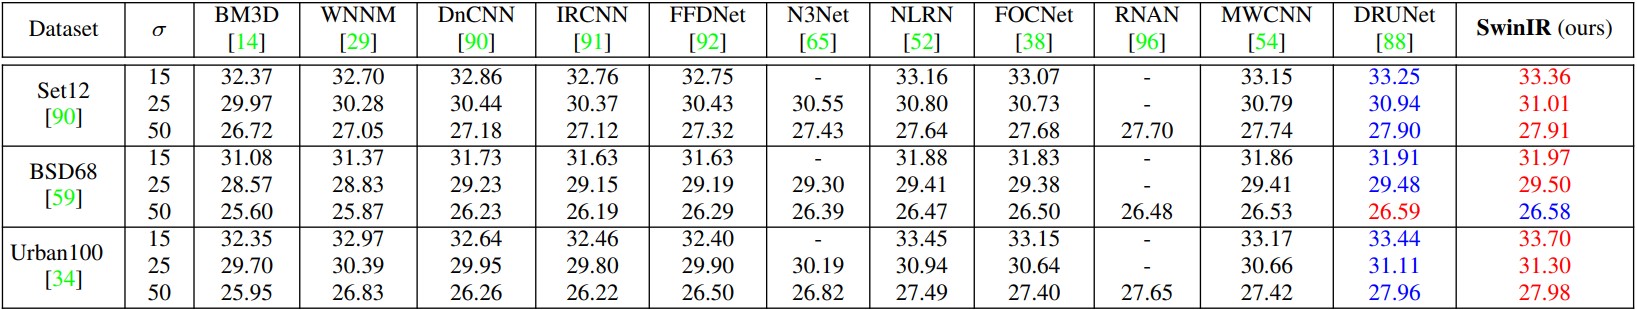 Dataset σ BM3D [14] WNNM [29] DnCNN [90] IRCNN [91] FFDNet [92] N3Net [65] NLRN [52] FOCNet [38] RNAN [96] MWCNN [54] DRUNet [88] SwinIR (ours)
Set12 [90] 15 32.37 32.70 32.86 32.76 32.75 - 33.16 33.07 - 33.15 33.25 33.36
25 29.97 30.28 30.44 30.37 30.43 30.55 30.80 30.73 - 30.79 30.94 31.01
50 26.72 27.05 27.18 27.12 27.32 27.43 27.64 27.68 27.70 27.74 27.90 27.91
BSD68 [59] 15 31.08 31.37 31.73 31.63 31.63 - 31.88 31.83 - 31.86 31.91 31.97
25 28.57 28.83 29.23 29.15 29.19 29.30 29.41 29.38 - 29.41 29.48 29.50
50 25.60 25.87 26.23 26.19 26.29 26.39 26.47 26.50 26.48 26.53 26.59 26.58
Urban100 [34] 15 32.35 32.97 32.64 32.46 32.40 - 33.45 33.15 - 33.17 33.44 33.70
25 29.70 30.39 29.95 29.80 29.90 30.19 30.94 30.64 - 30.66 31.11 31.30
50 25.95 26.83 26.26 26.22 26.50 26.82 27.49 27.40 27.65 27.42 27.96 27.98